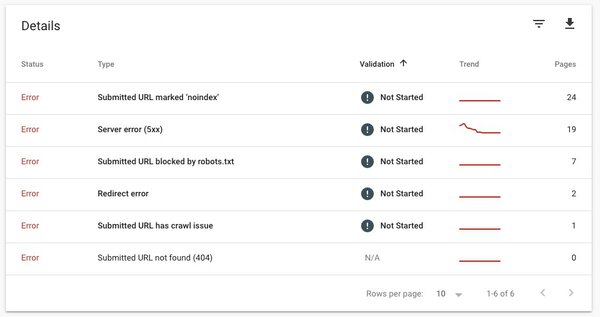 Details
Status Type Validation Trend Pages
Error Submitted URL marked ‘noindex’ Not Started 24
Error Server error (5xx) Not Started 19
Error Submitted URL blocked by robots.txt Not Started 7
Error Redirect error Not Started 2
Error Submitted URL has crawl issue Not Started 1
Error Submitted URL not found (404) N/A 0
Rows per page: 10 1-6 of 6